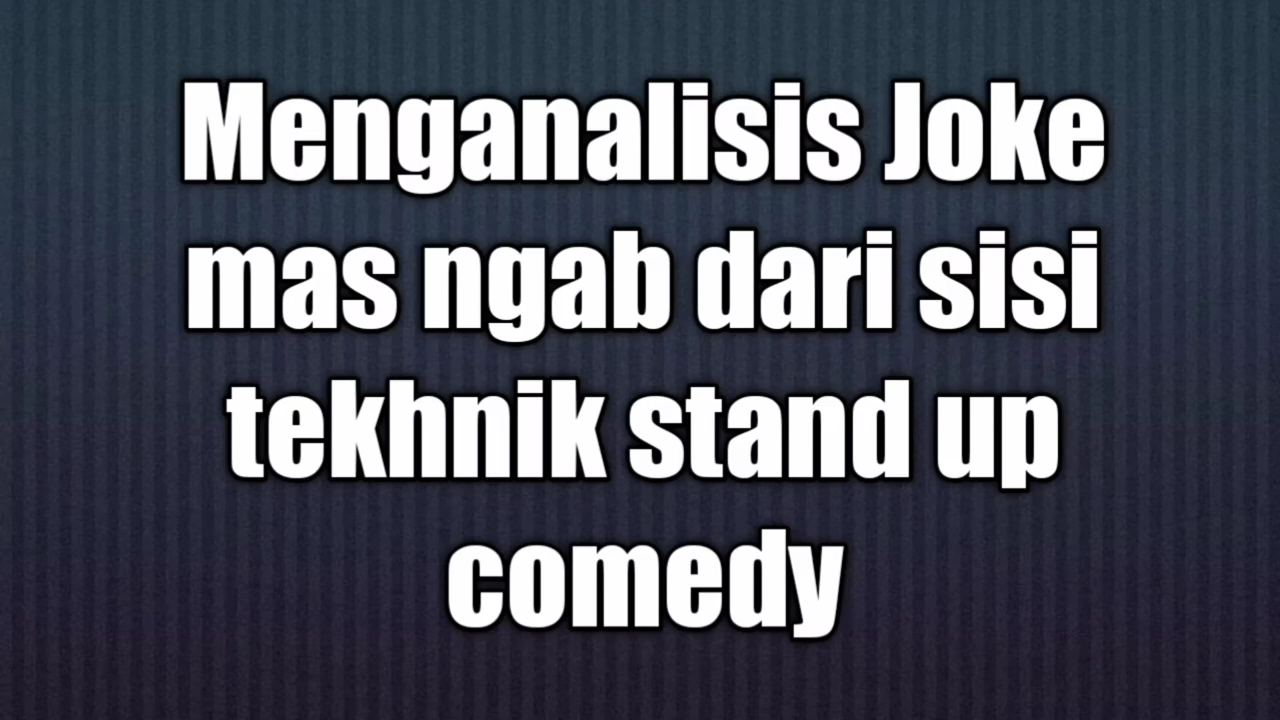 Menganalisis Joke
mas ngab dari sisi
tekhnik stand up
comedy